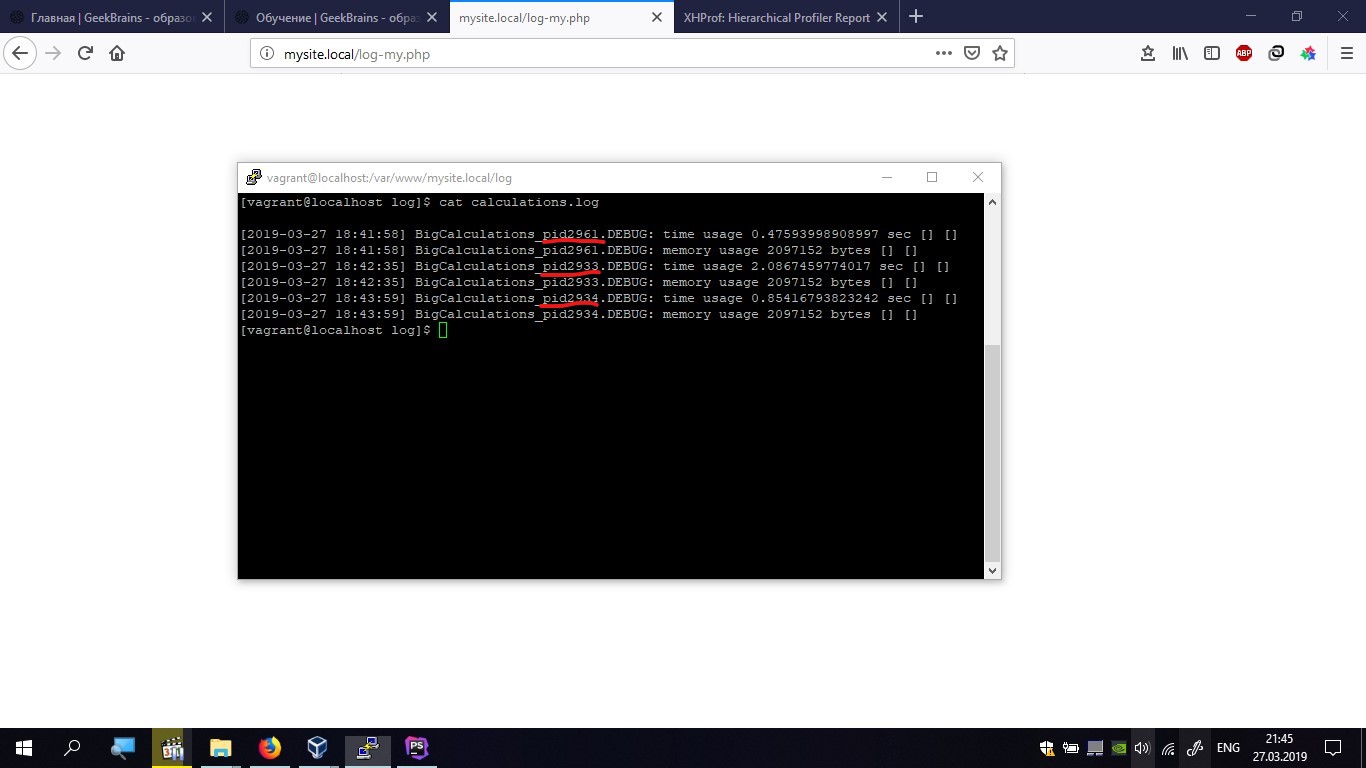 Главная | GeekBrains - образо
Обучение | GeekBrains - обра
mysite.local/log-my.php
XHProf: Hierarchical Profiler Report
mysite.local/log-my.php
ABP
vagrant@localhost:/var/www/mysite.local/log
[vagrant@localhost log]$ cat calculations.log
[2019-03-27 18:41:58] BigCalculations_pid2961.DEBUG: time usage 0.47593998908997 sec [] []
[2019-03-27 18:41:58] BigCalculations_pid2961.DEBUG: memory usage 2097152 bytes [] []
[2019-03-27 18:42:35] BigCalculations_pid2933.DEBUG: time usage 2.0867459774017 sec [] []
[2019-03-27 18:42:35] BigCalculations_pid2933.DEBUG: memory usage 2097152 bytes [] []
[2019-03-27 18:43:59] BigCalculations_pid2934.DEBUG: time usage 0.85416793823242 sec [] []
[2019-03-27 18:43:59] BigCalculations_pid2934.DEBUG: memory usage 2097152 bytes [] []
[vagrant@localhost log]$
PS
ENG
21:45
27.03.2019